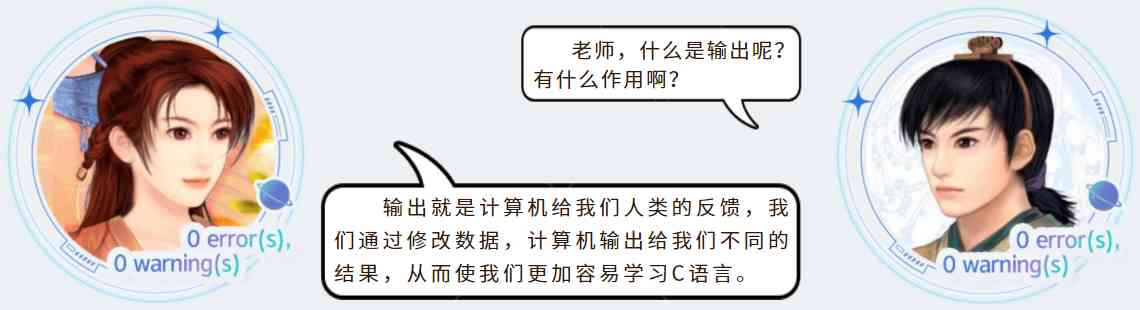 老师，什么是输出呢？
有什么作用啊？
输出就是计算机给我们人类的反馈，我
们通过修改数据，计算机输出给我们不同的
结果，从而使我们更加容易学习C语言。
0 error(s),
0 warning(s)
0 error(s),
0 warning(s)